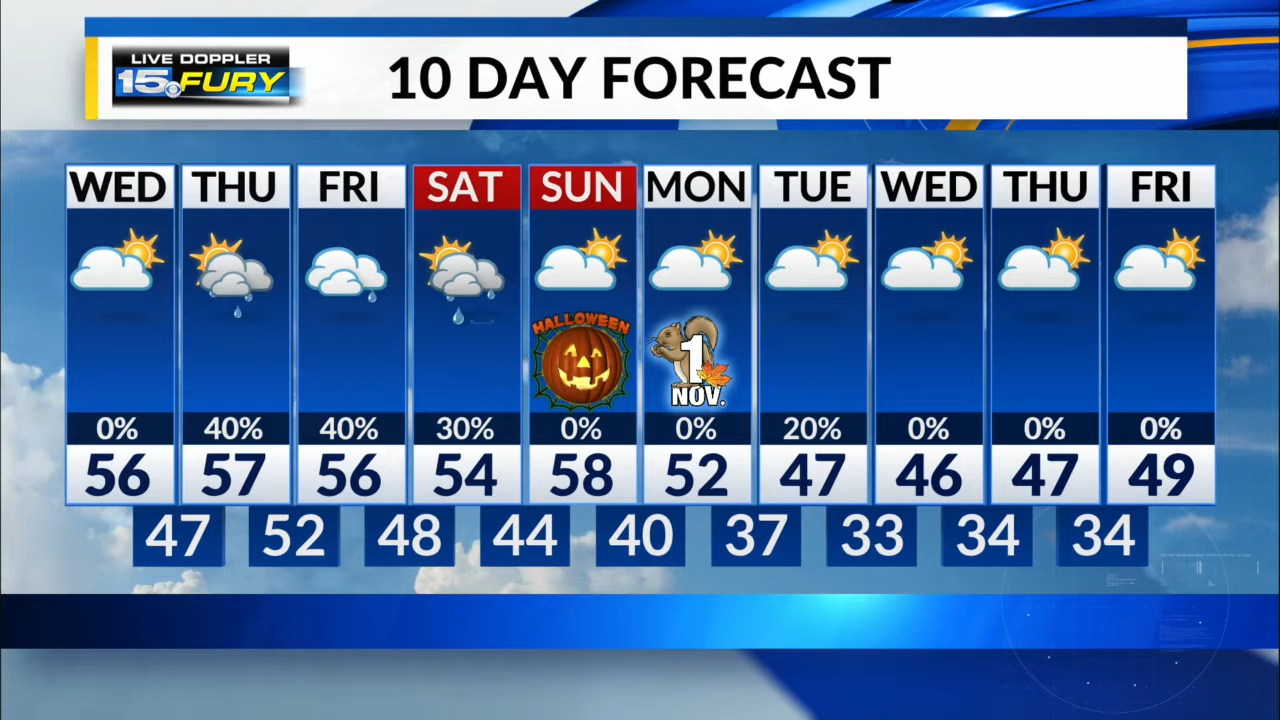 LIVE DOPPLER
15 FURY
10 DAY FORECAST
WED THU FRI SAT SUN MON TUE WED THU FRI
HALLOWEEN
1
NOV.
0% 40% 40% 30% 0% 0% 20% 0% 0% 0%
56 57 56 54 58 52 47 46 47 49
47 52 48 44 40 37 33 34 34